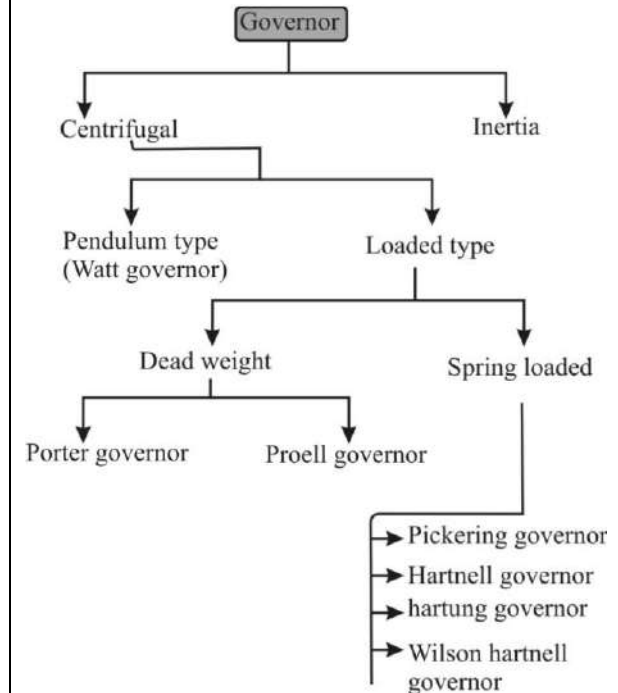 Governor
Centrifugal
Inertia
Pendulum type
(Watt governor)
Loaded type
Dead weight
Spring loaded
Porter governor
Proell governor
Pickering governor
Hartnell governor
hartung governor
Wilson hartnell
governor